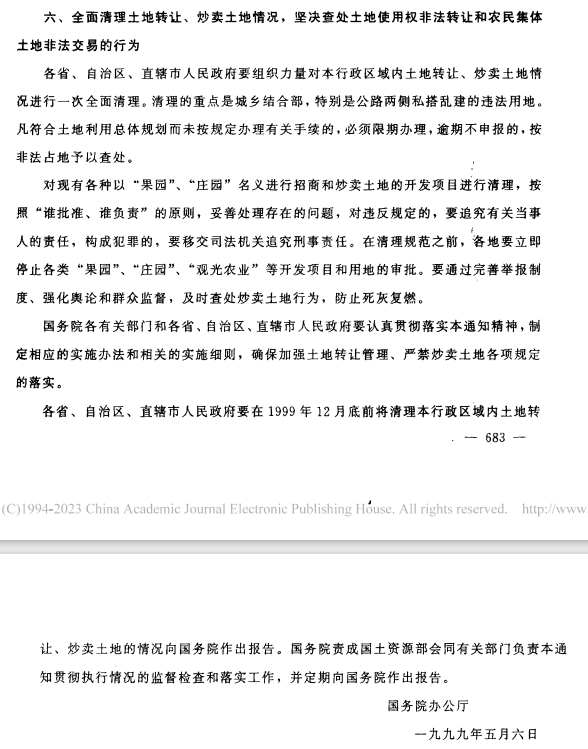 六、全面清理土地转让、炒卖土地情况，坚决查处土地使用权非法转让和农民集体
土地非法交易的行为
各省、自治区、直辖市人民政府要组织力量对本行政区域内土地转让、炒卖土地情
况进行一次全面清理。清理的重点是城乡结合部，特别是公路两侧私搭乱建的违法用地。
凡符合土地利用总体规划而未按规定办理有关手续的，必须限期办理，逾期不申报的，按
非法占地予以查处。
对现有各种以“果园”、“庄园”名义进行招商和炒卖土地的开发项目进行清理，按
照“谁批准、谁负责”的原则，妥善处理存在的问题，对违反规定的，要追究有关当事
人的责任，构成犯罪的，要移交司法机关追究刑事责任。在清理规范之前，各地要立即
停止各类“果园”、“庄园”、“观光农业”等开发项目和用地的审批。要通过完善举报制
度、强化舆论和群众监督，及时查处炒卖土地行为，防止死灰复燃。
国务院各有关部门和各省、自治区、直辖市人民政府要认真贯彻落实本通知精神，制
定相应的实施办法和相关的实施细则，确保加强土地转让管理、严禁炒卖土地各项规定
的落实。
各省、自治区、直辖市人民政府要在1999年12月底前将清理本行政区域内土地转
— 683 —
(C)1994-2023 China Academic Journal Electronic Publishing House. All rights reserved. http://www
让、炒卖土地的情况向国务院作出报告。国务院责成国土资源部会同有关部门负责本通
知贯彻执行情况的监督检查和落实工作，并定期向国务院作出报告。
国务院办公厅
一九九九年五月六日